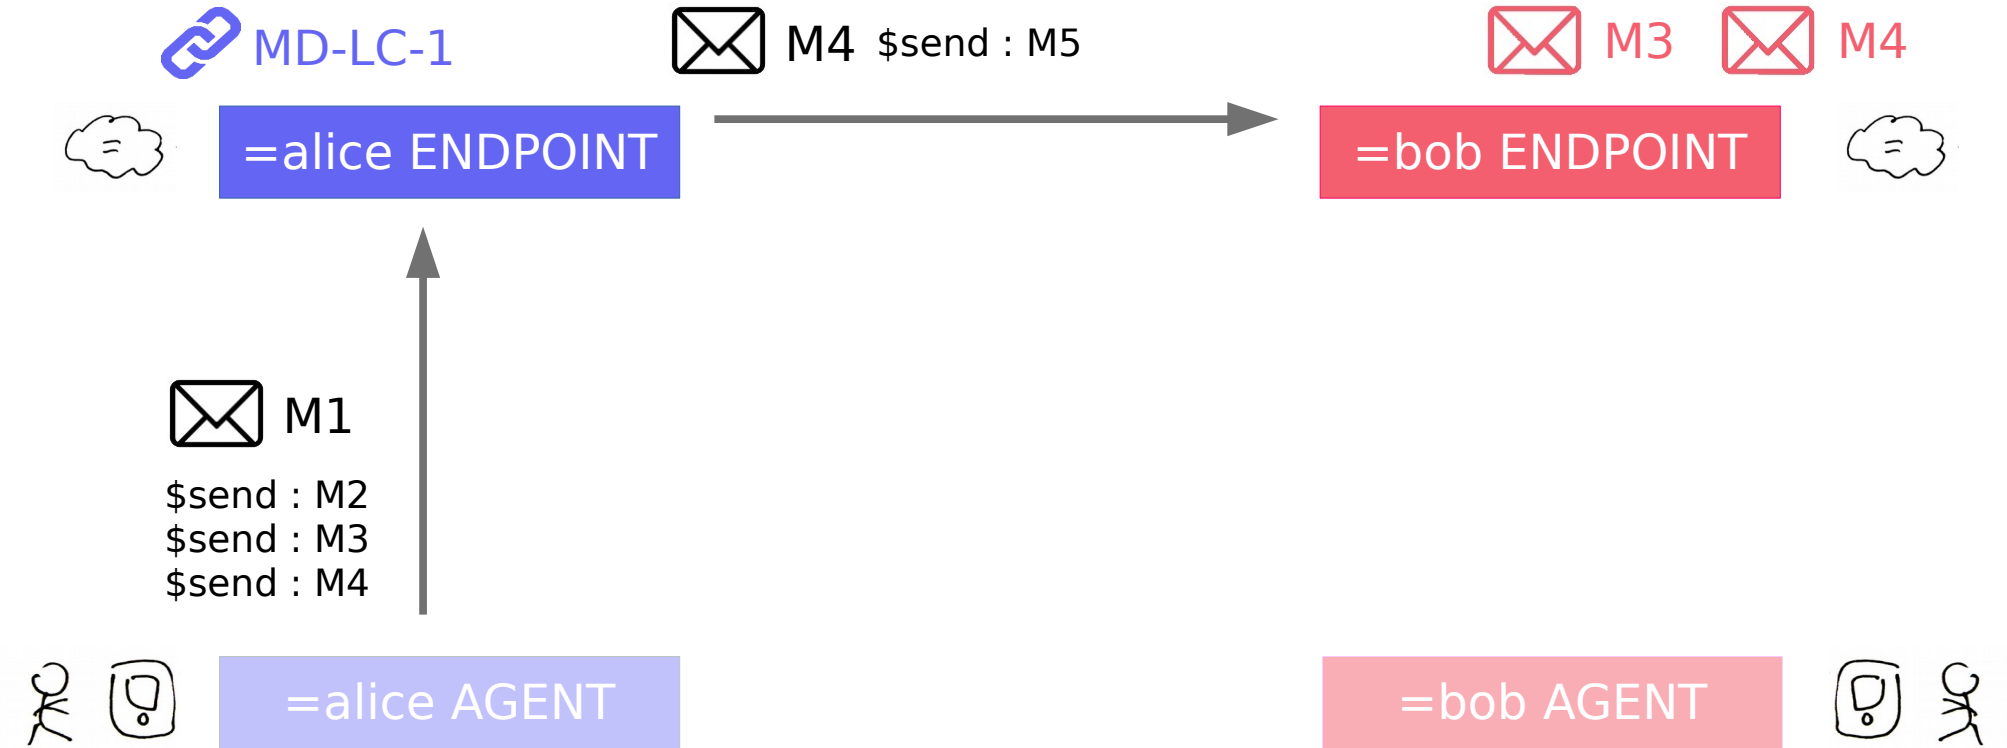 MD-LC-1
M4 $send : M5
M3 M4
=alice ENDPOINT
=bob ENDPOINT
M1
$send : M2
$send : M3
$send : M4
=alice AGENT
=bob AGENT